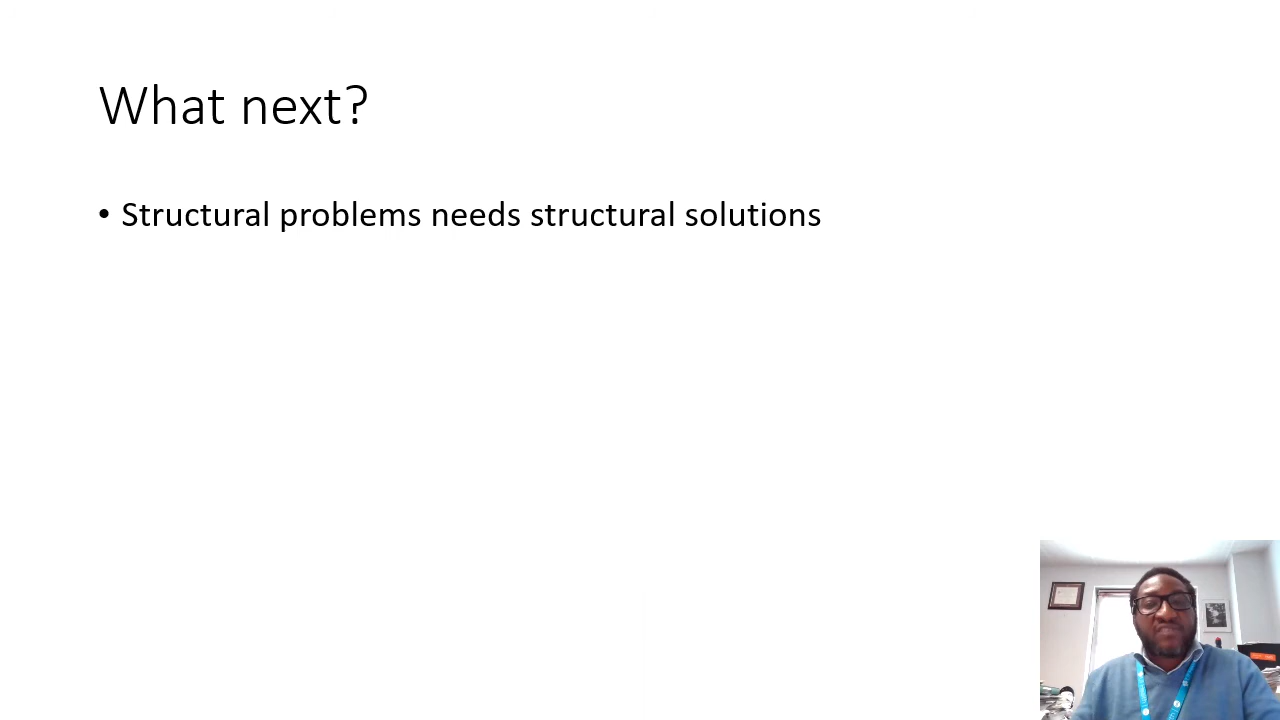 What next?
• Structural problems needs structural solutions